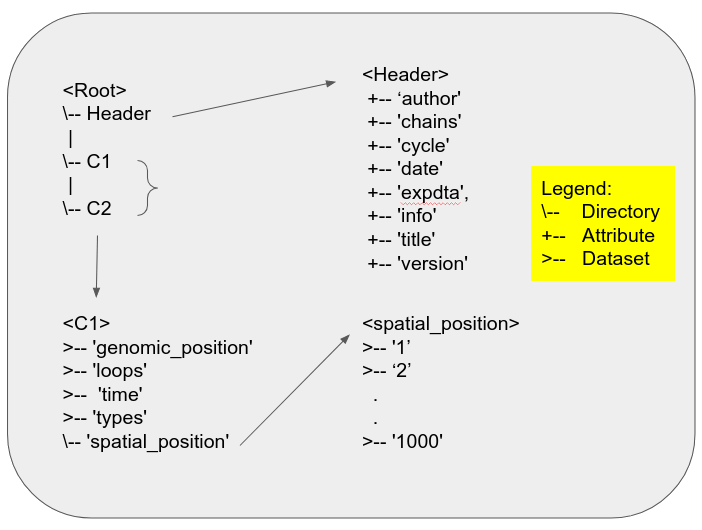 <Root>
\-- Header
|
\-- C1
|
\-- C2
<Header>
+-- ‘author'
+-- 'chains'
+-- 'cycle'
+-- 'date'
+-- 'expdta',
+-- 'info'
+-- 'title'
+-- 'version'
Legend:
\-- Directory
+-- Attribute
>-- Dataset
<C1>
>-- 'genomic_position'
>-- 'loops'
>-- 'time'
>-- 'types'
\-- 'spatial_position'
<spatial_position>
>-- '1’
>-- ‘2’
.
.
>-- '1000'